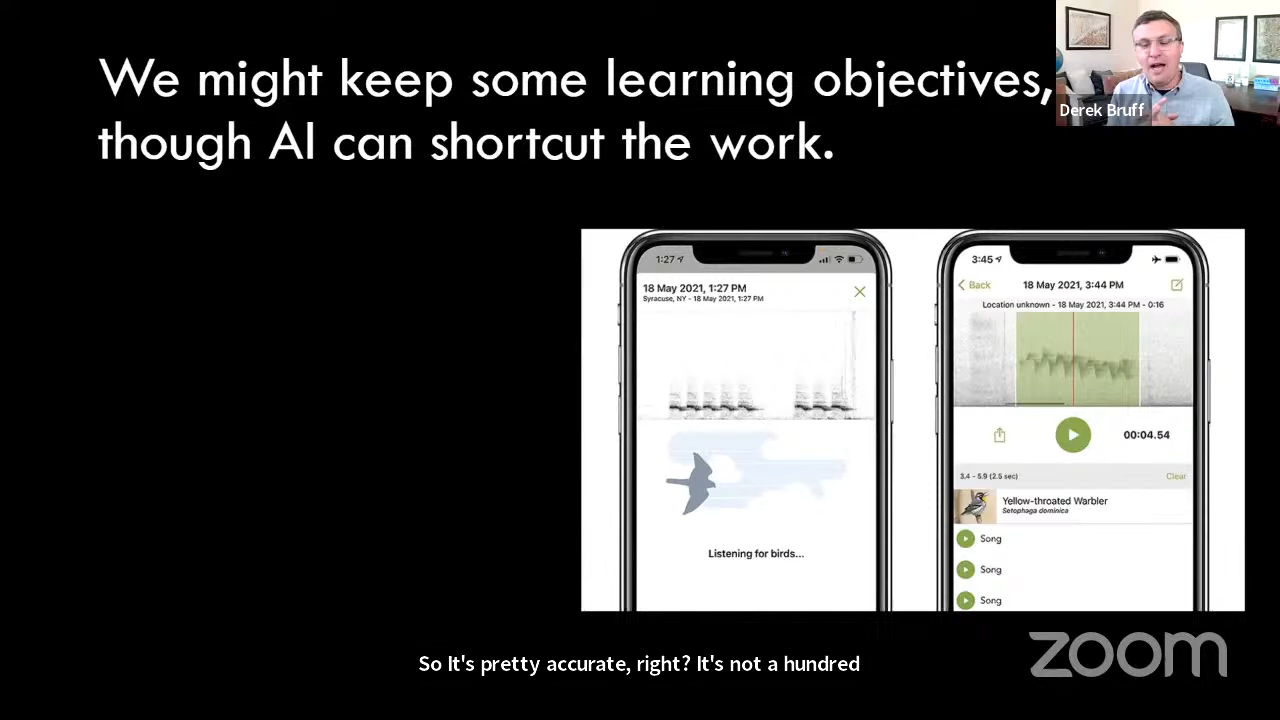 We might keep some learning objectives,
though AI can shortcut the work.
Derek Bruff
1:27
18 May 2021, 1:27 PM
Syracuse, NY - 18 May 2021, 1:27 PM
Listening for birds...
3:45
Back
18 May 2021, 3:44 PM
Location unknown - 18 May 2021, 3:44 PM - 0:16
00:04.54
3.4 - 5.9 (2.5 sec)
Clear
Yellow-throated Warbler
Setophaga dominica
Song
Song
Song
So It's pretty accurate, right? It's not a hundred
zoom